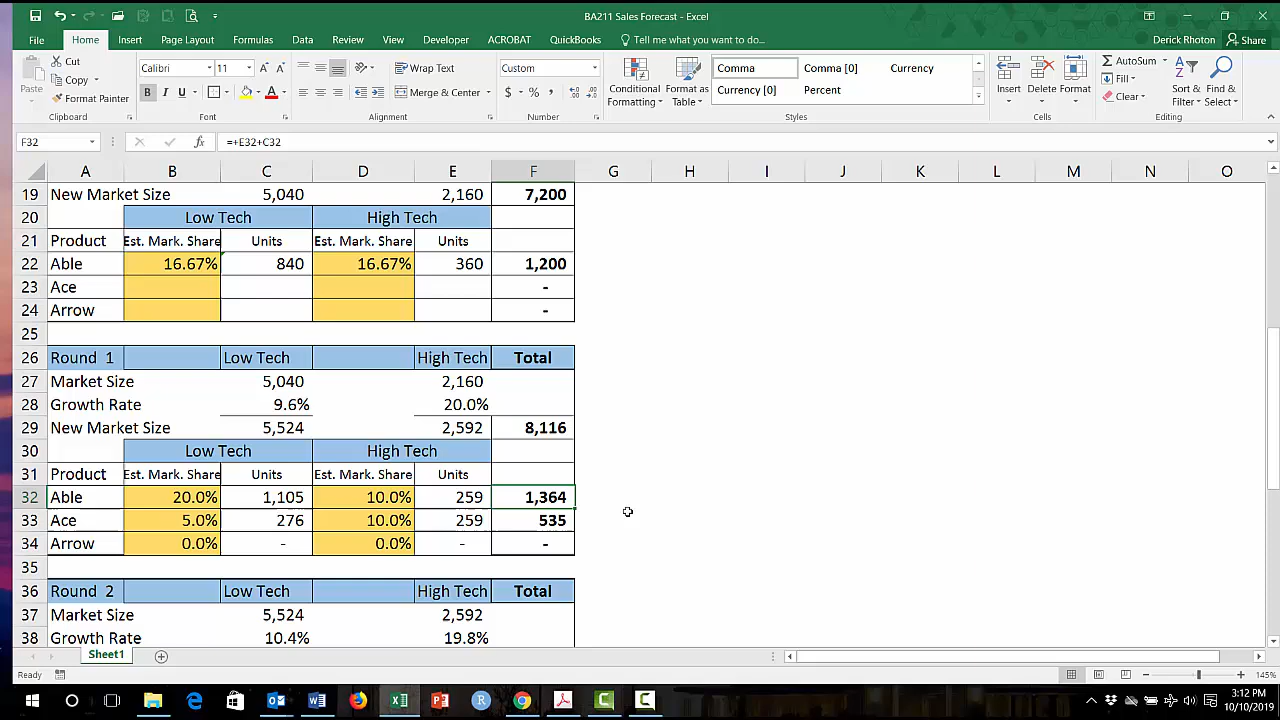 BA211 Sales Forecast - Excel
File Home Insert Page Layout Formulas Data Review View Developer ACROBAT QuickBooks Tell me what you want to do... Derick Rhoton Share
Paste Cut Copy Format Painter Clipboard
Calibri 11 B I U Font
Wrap Text Merge & Center Alignment
Custom $ % Number
Conditional Formatting Format as Table Comma Comma [0] Currency Currency [0] Percent Styles
Insert Delete Format Cells
AutoSum Fill Clear Sort & Filter Find & Select Editing
F32 fx =+E32+C32
A B C D E F G H I J K L M N O
19 New Market Size 5,040 2,160 7,200
20 Low Tech High Tech
21 Product Est. Mark. Share Units Est. Mark. Share Units
22 Able 16.67% 840 16.67% 360 1,200
23 Ace -
24 Arrow -
25
26 Round 1 Low Tech High Tech Total
27 Market Size 5,040 2,160
28 Growth Rate 9.6% 20.0%
29 New Market Size 5,524 2,592 8,116
30 Low Tech High Tech
31 Product Est. Mark. Share Units Est. Mark. Share Units
32 Able 20.0% 1,105 10.0% 259 1,364
33 Ace 5.0% 276 10.0% 259 535
34 Arrow 0.0% - 0.0% - -
35
36 Round 2 Low Tech High Tech Total
37 Market Size 5,524 2,592
38 Growth Rate 10.4% 19.8%
Sheet1
Ready 145%
3:12 PM
10/10/2019